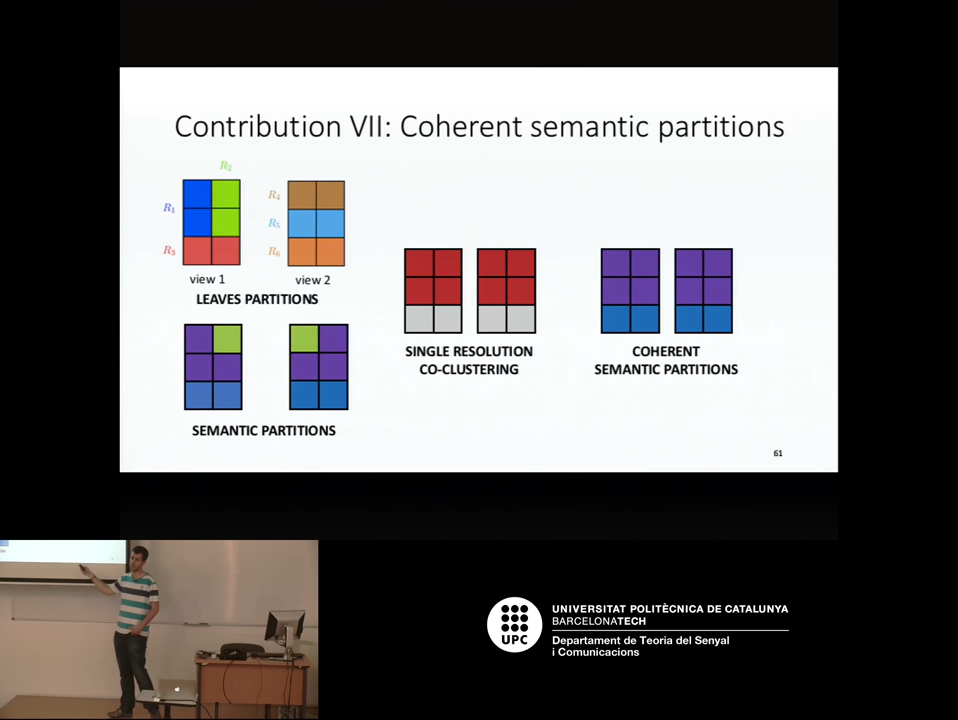 Contribution VII: Coherent semantic partitions
R2
R1
R3
R4
R5
R6
view 1
view 2
LEAVES PARTITIONS
SEMANTIC PARTITIONS
SINGLE RESOLUTION
CO-CLUSTERING
COHERENT
SEMANTIC PARTITIONS
61
UPC
UNIVERSITAT POLITÈCNICA DE CATALUNYA
BARCELONATECH
Departament de Teoria del Senyal
i Comunicacions